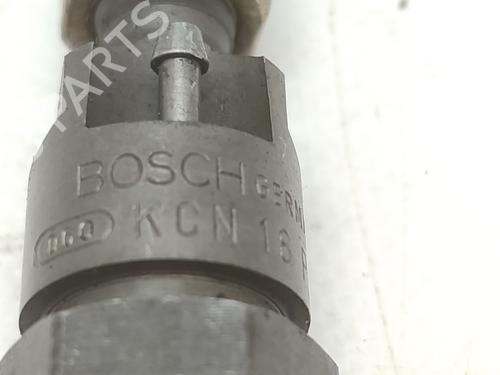 PARTS
BOSCH GERM
KCN 16